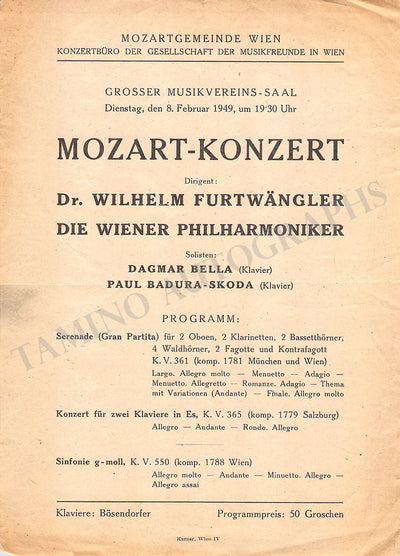 MOZARTGEMEINDE WIEN
KONZERTBÜRO DER GESELLSCHAFT DER MUSIKFREUNDE IN WIEN
GROSSER MUSIKVEREINS-SAAL
Dienstag, den 8. Februar 1949, um 19·30 Uhr
MOZART-KONZERT
Dirigent:
Dr. WILHELM FURTWÄNGLER
DIE WIENER PHILHARMONIKER
Solisten:
DAGMAR BELLA (Klavier)
PAUL BADURA-SKODA (Klavier)
PROGRAMM:
Serenade (Gran Partita) für 2 Oboen, 2 Klarinetten, 2 Bassetthörner,
4 Waldhörner, 2 Fagotte und Kontrafagott
K. V. 361 (komp. 1781 München und Wien)
Largo. Allegro molto — Menuetto — Adagio —
Menuetto. Allegretto — Romanze. Adagio — Thema
mit Variationen (Andante) — Finale. Allegro molto
Konzert für zwei Klaviere in Es, K. V. 365 (komp. 1779 Salzburg)
Allegro — Andante — Rondo. Allegro
Sinfonie g-moll, K. V. 550 (komp. 1788 Wien)
Allegro molto — Andante — Minuetto. Allegro —
Allegro assai
Klaviere: Bösendorfer Programmpreis: 50 Groschen
Karner, Wien IV
TAMINO AUTOGRAPHS